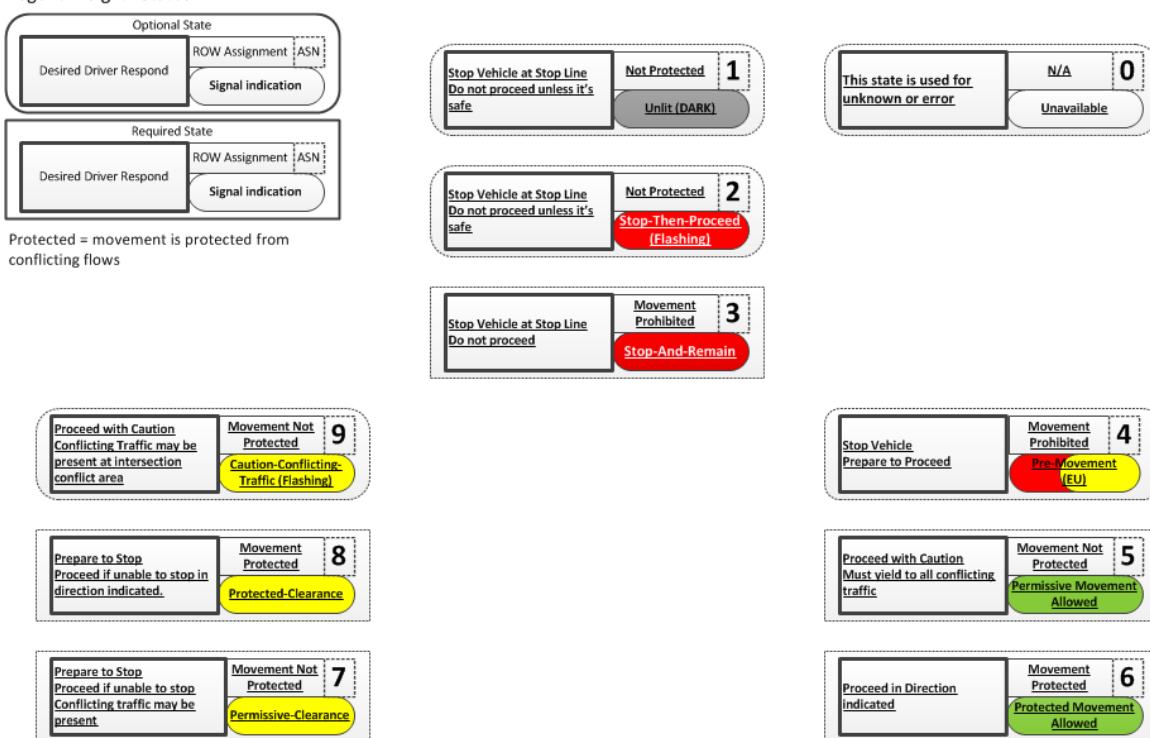 Optional State
Desired Driver Respond
ROW Assignment
ASN
Signal indication
Required State
Desired Driver Respond
ROW Assignment
ASN
Signal indication
Protected = movement is protected from
conflicting flows
Stop Vehicle at Stop Line
Do not proceed unless it's
safe
Not Protected
1
Unlit (DARK)
This state is used for
unknown or error
N/A
0
Unavailable
Stop Vehicle at Stop Line
Do not proceed unless it's
safe
Not Protected
2
Stop-Then-Proceed
(Flashing)
Stop Vehicle at Stop Line
Do not proceed
Movement
Prohibited
3
Stop-And-Remain
Proceed with Caution
Conflicting Traffic may be
present at intersection
conflict area
Movement Not
Protected
9
Caution-Conflicting-
Traffic (Flashing)
Stop Vehicle
Prepare to Proceed
Movement
Prohibited
4
Pre-Movement
(EU)
Prepare to Stop
Proceed if unable to stop in
direction indicated.
Movement
Protected
8
Protected-Clearance
Proceed with Caution
Must yield to all conflicting
traffic
Movement Not
Protected
5
Permissive Movement
Allowed
Prepare to Stop
Proceed if unable to stop
Conflicting traffic may be
present
Movement Not
Protected
7
Permissive-Clearance
Proceed in Direction
indicated
Movement
Protected
6
Protected Movement
Allowed